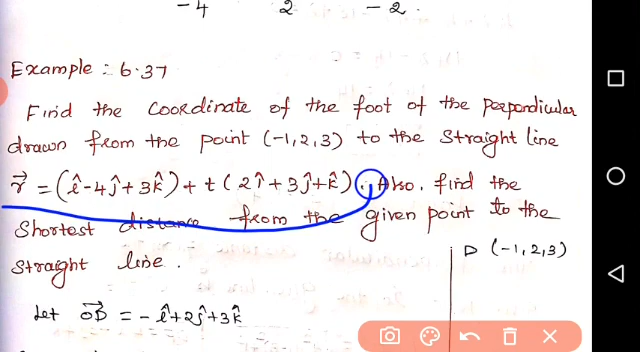 -4 2 -2.
Example : 6.37
Find the coordinate of the foot of the perpendicular
drawn from the point (-1,2,3) to the straight line
r⃗ = (î-4ĵ+3k̂) + t(2î+3ĵ+k̂). Also, find the
shortest distance from the given point to the
straight line.
D (-1,2,3)
Let OD⃗ = -î+2ĵ+3k̂